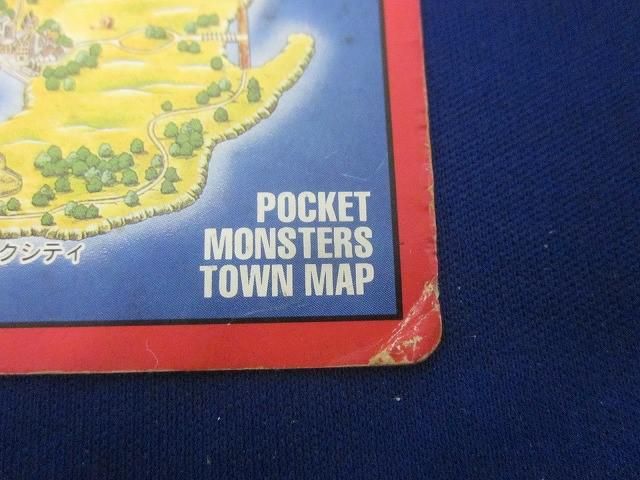 クシティ
POCKET
MONSTERS
TOWN MAP